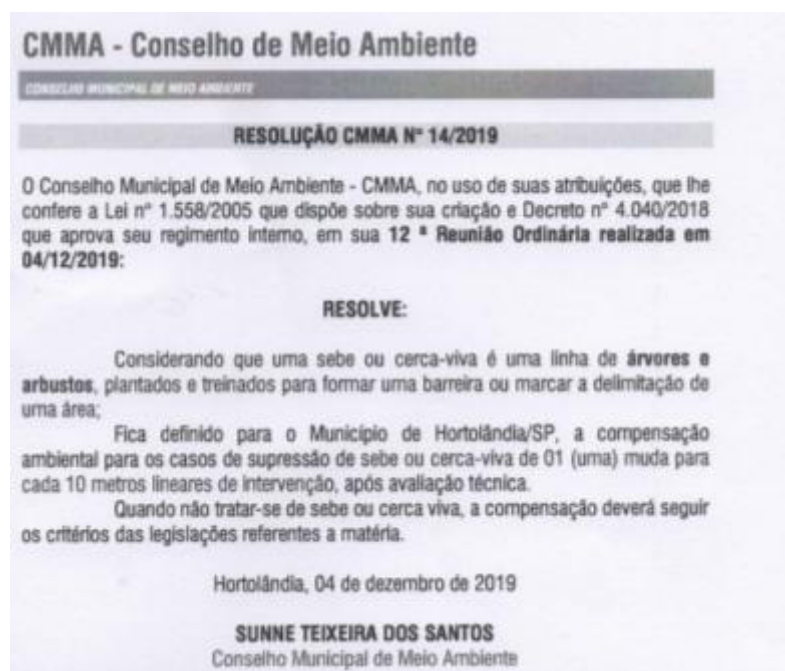 CMMA - Conselho de Meio Ambiente
CONSELHO MUNICIPAL DE MEIO AMBIENTE
RESOLUÇÃO CMMA Nº 14/2019
O Conselho Municipal de Meio Ambiente - CMMA, no uso de suas atribuições, que lhe
confere a Lei nº 1.558/2005 que dispõe sobre sua criação e Decreto nº 4.040/2018
que aprova seu regimento interno, em sua 12 ª Reunião Ordinária realizada em
04/12/2019:
RESOLVE:
Considerando que uma sebe ou cerca-viva é uma linha de árvores e
arbustos, plantados e treinados para formar uma barreira ou marcar a delimitação de
uma área;
Fica definido para o Município de Hortolândia/SP, a compensação
ambiental para os casos de supressão de sebe ou cerca-viva de 01 (uma) muda para
cada 10 metros lineares de intervenção, após avaliação técnica.
Quando não tratar-se de sebe ou cerca viva, a compensação deverá seguir
os critérios das legislações referentes a matéria.
Hortolândia, 04 de dezembro de 2019
SUNNE TEIXEIRA DOS SANTOS
Conselho Municipal de Meio Ambiente